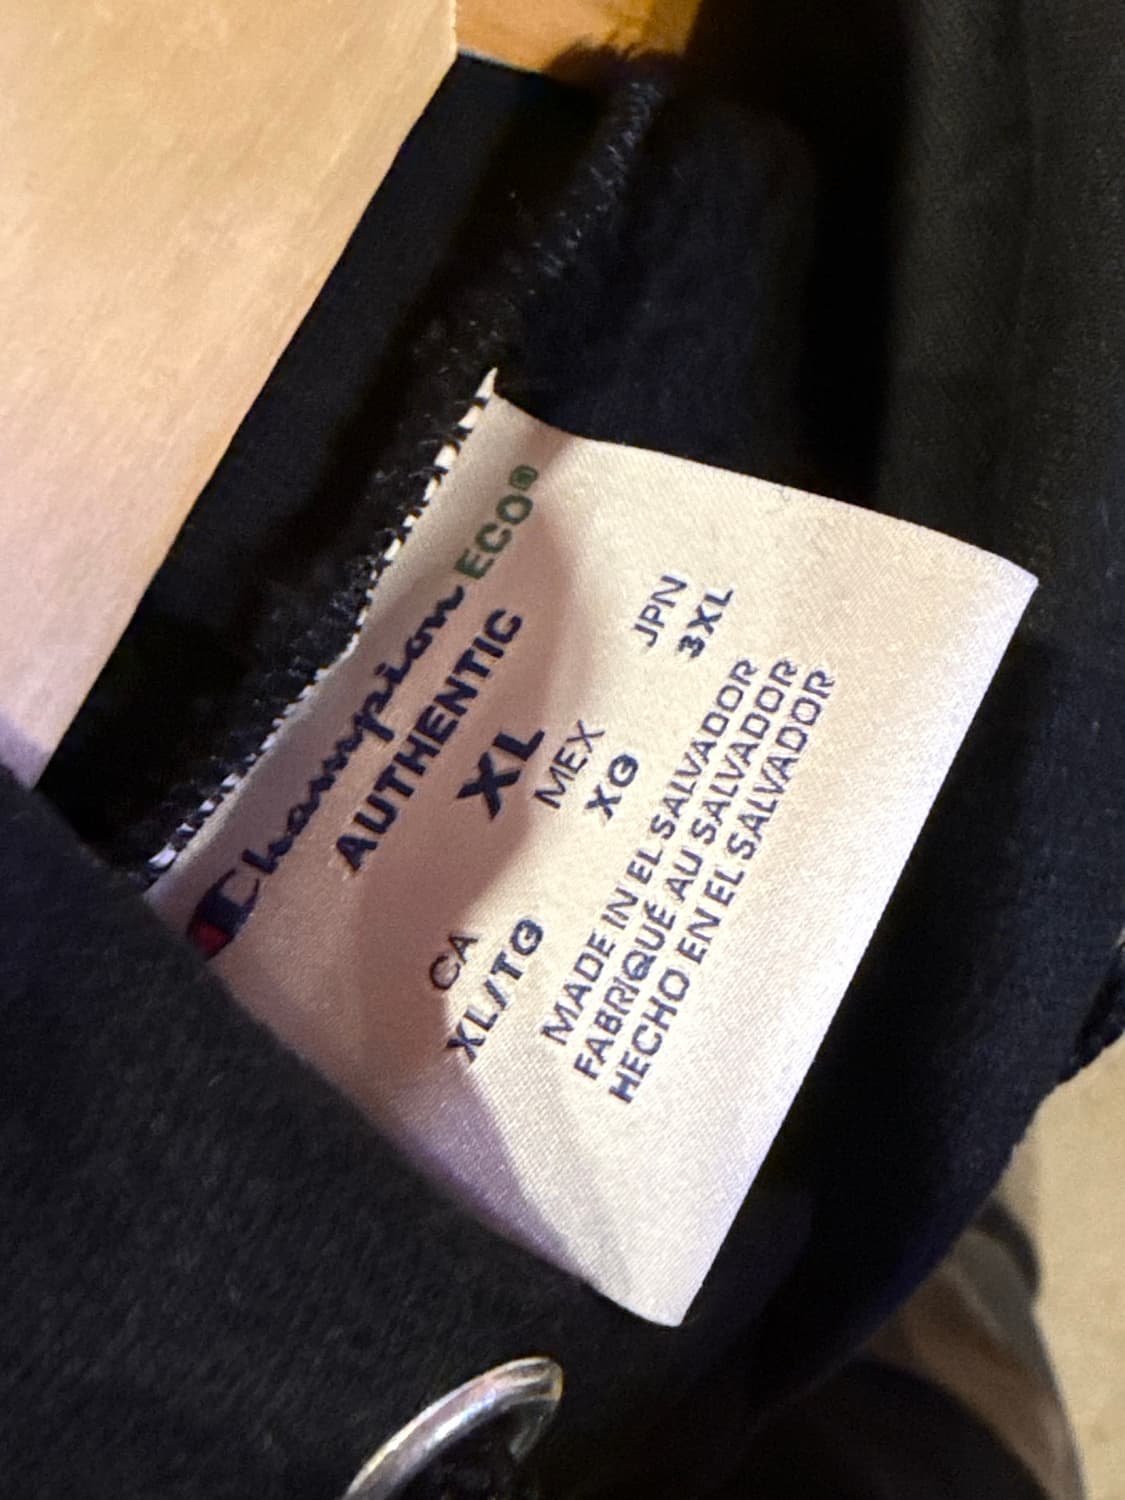 Champion ECO®
AUTHENTIC
XL
CA MEX JPN
XL/TG XG 3XL
MADE IN EL SALVADOR
FABRIQUÉ AU SALVADOR
HECHO EN EL SALVADOR